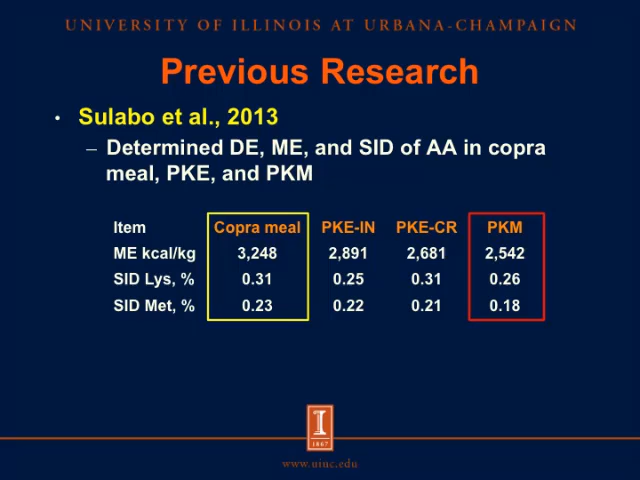 UNIVERSITY OF ILLINOIS AT URBANA-CHAMPAIGN
Previous Research
• Sulabo et al., 2013
– Determined DE, ME, and SID of AA in copra
meal, PKE, and PKM
Item Copra meal PKE-IN PKE-CR PKM
ME kcal/kg 3,248 2,891 2,681 2,542
SID Lys, % 0.31 0.25 0.31 0.26
SID Met, % 0.23 0.22 0.21 0.18
I
1867
www.uiuc.edu